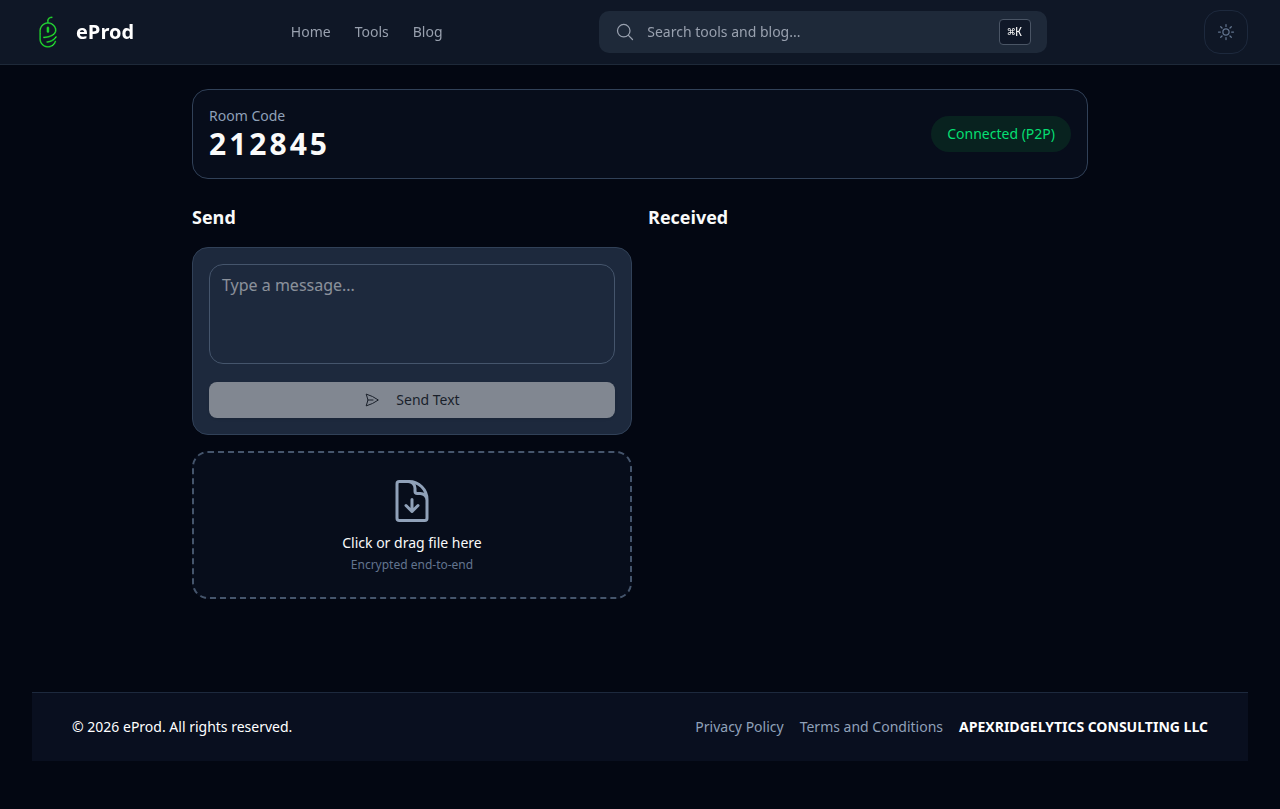 eProd
Home Tools Blog
Search tools and blog...
⌘K
Room Code
212845
Connected (P2P)
Send
Received
Type a message...
Send Text
Click or drag file here
Encrypted end-to-end
© 2026 eProd. All rights reserved.
Privacy Policy Terms and Conditions APEXRIDGELYTICS CONSULTING LLC